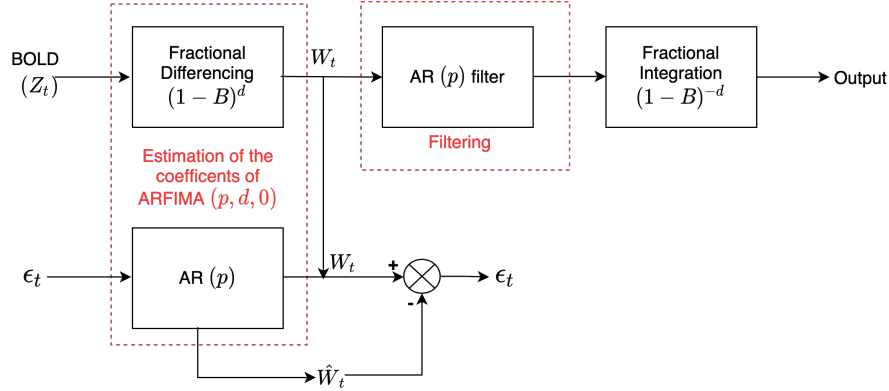 BOLD
(Z_t)
Fractional
Differencing
(1 − B)^d
W_t
AR (p) filter
Fractional
Integration
(1 − B)^{-d}
Output
Filtering
Estimation of the
coefficents of
ARFIMA (p, d, 0)
ϵ_t
AR (p)
W_t
+
-
ϵ_t
Ŵ_t